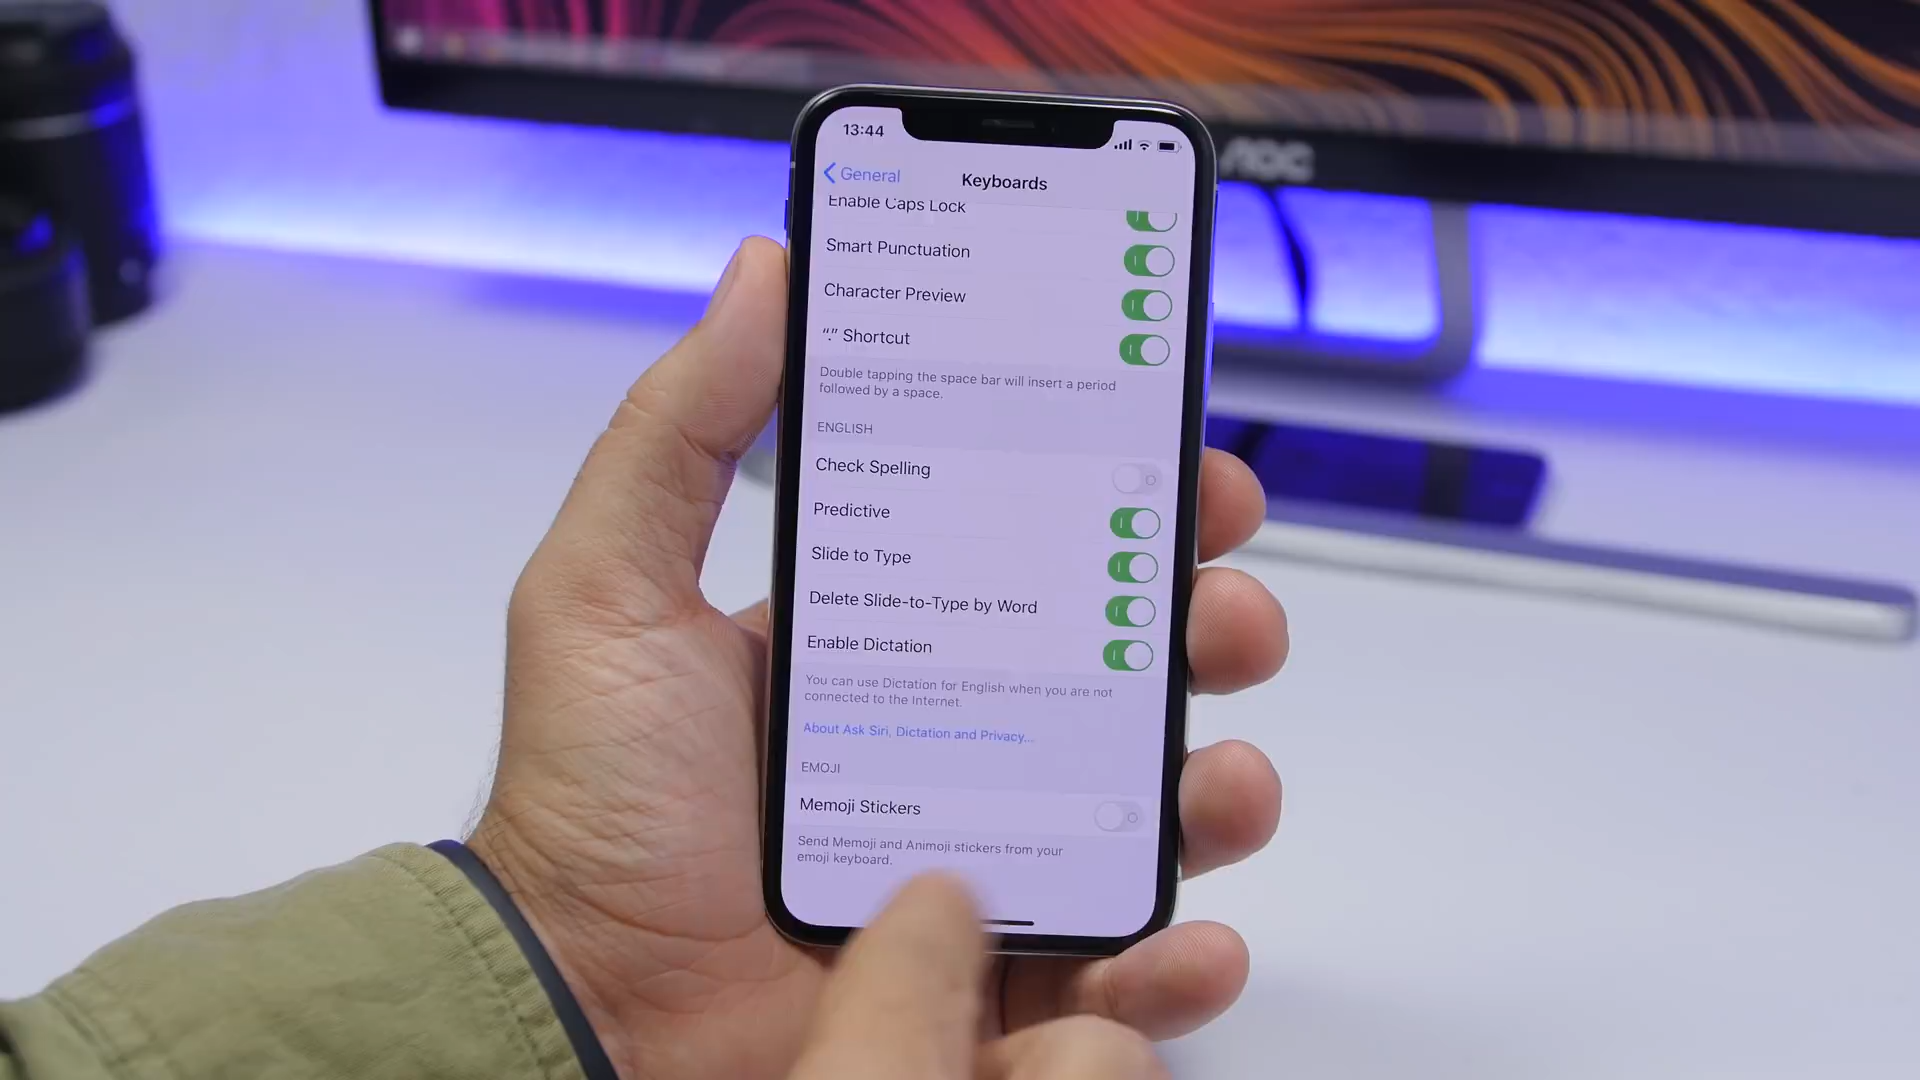 13:44
General
Keyboards
Enable Caps Lock
Smart Punctuation
Character Preview
“.” Shortcut
Double tapping the space bar will insert a period
followed by a space.
ENGLISH
Check Spelling
Predictive
Slide to Type
Delete Slide-to-Type by Word
Enable Dictation
You can use Dictation for English when you are not
connected to the Internet.
About Ask Siri, Dictation and Privacy...
EMOJI
Memoji Stickers
Send Memoji and Animoji stickers from your
emoji keyboard.
AOC